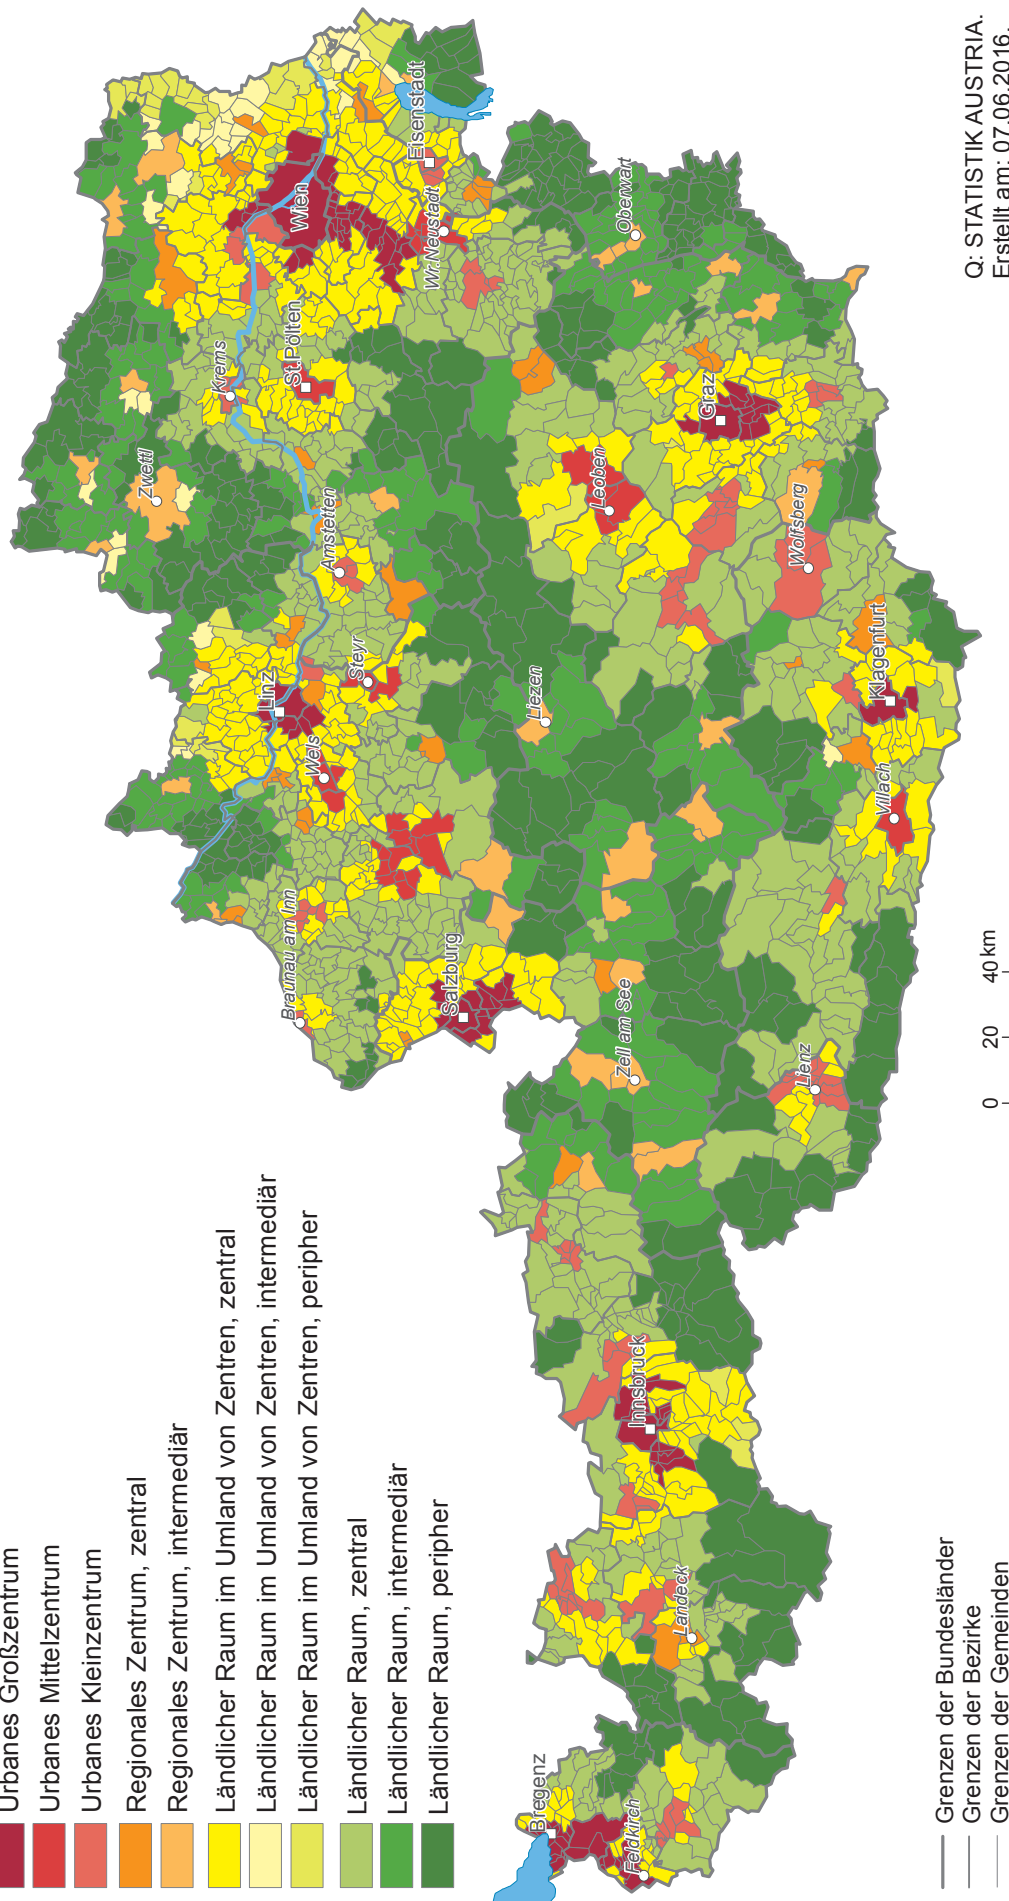 Urbanes Großzentrum
Urbanes Mittelzentrum
Urbanes Kleinzentrum
Regionales Zentrum, zentral
Regionales Zentrum, intermediär
Ländlicher Raum im Umland von Zentren, zentral
Ländlicher Raum im Umland von Zentren, intermediär
Ländlicher Raum im Umland von Zentren, peripher
Ländlicher Raum, zentral
Ländlicher Raum, intermediär
Ländlicher Raum, peripher
Zwettl
Krems
Wien
Linz
St.Pölten
Amstetten
Wels
Steyr
Braunau am Inn
Eisenstadt
Wr.Neustadt
Salzburg
Liezen
Leoben
Oberwart
Bregenz
Feldkirch
Landeck
Innsbruck
Zell am See
Graz
Lienz
Wolfsberg
Villach
Klagenfurt
Grenzen der Bundesländer
Grenzen der Bezirke
Grenzen der Gemeinden
0 20 40 km
Q: STATISTIK AUSTRIA.
Erstellt am: 07.06.2016.